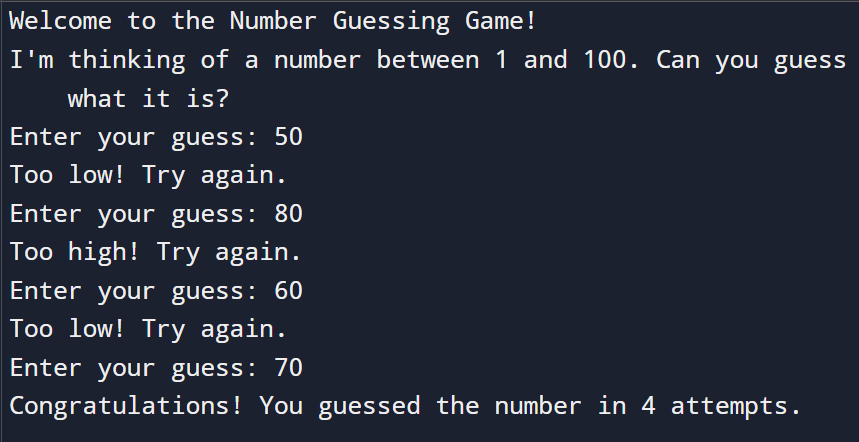 Welcome to the Number Guessing Game!
I'm thinking of a number between 1 and 100. Can you guess
what it is?
Enter your guess: 50
Too low! Try again.
Enter your guess: 80
Too high! Try again.
Enter your guess: 60
Too low! Try again.
Enter your guess: 70
Congratulations! You guessed the number in 4 attempts.